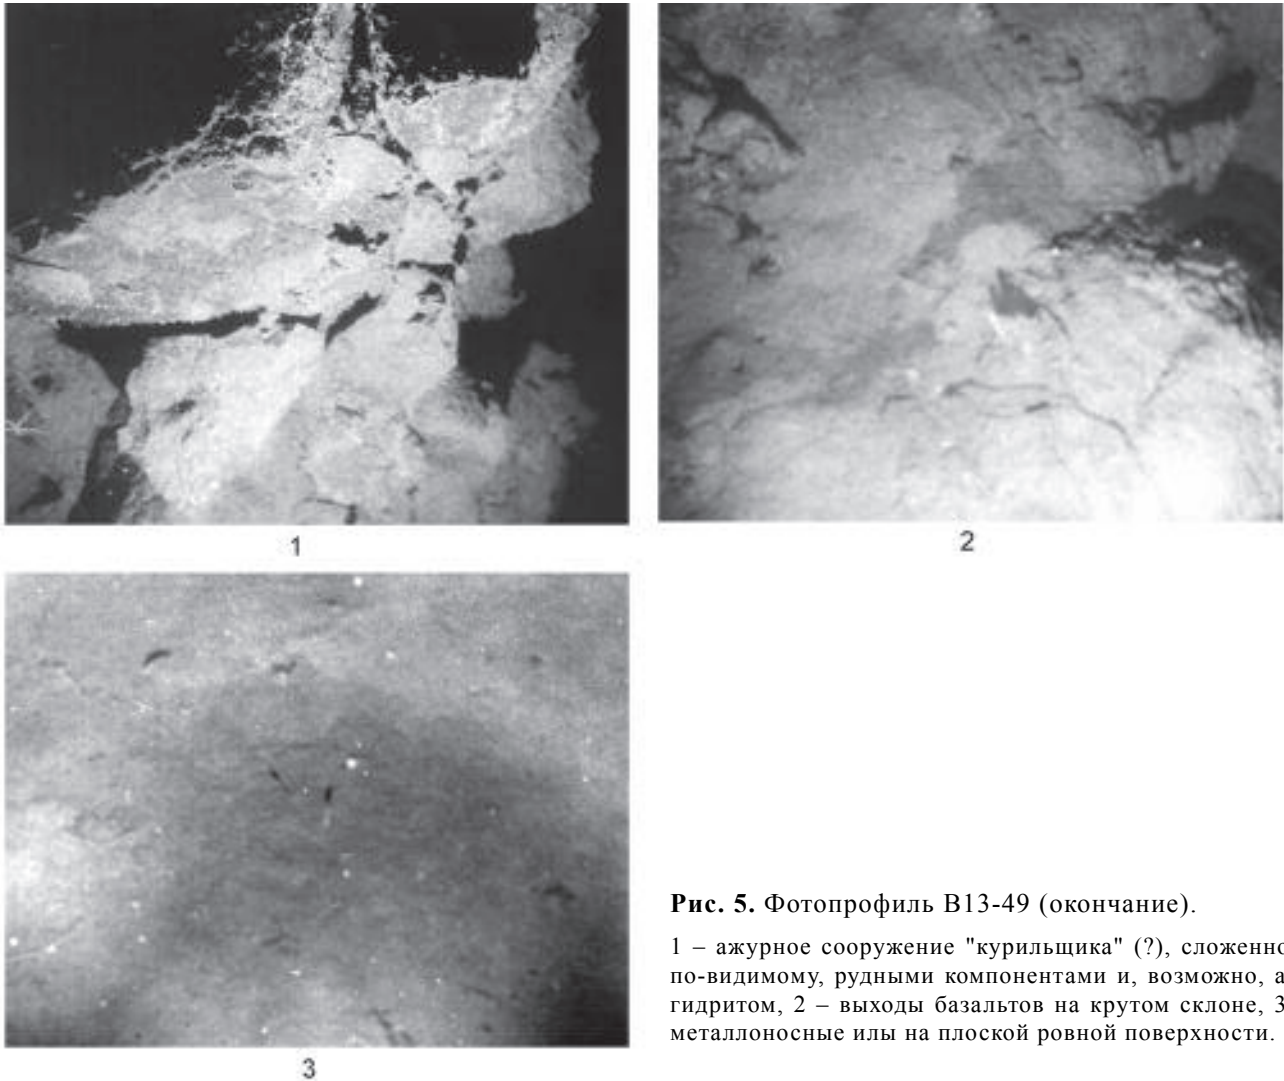 1
2
3
Рис. 5. Фотопрофиль В13-49 (окончание).
1 – ажурное сооружение "курильщика" (?), сложенно
по-видимому, рудными компонентами и, возможно, а
гидритом, 2 – выходы базальтов на крутом склоне, 3
металлоносные илы на плоской ровной поверхности.